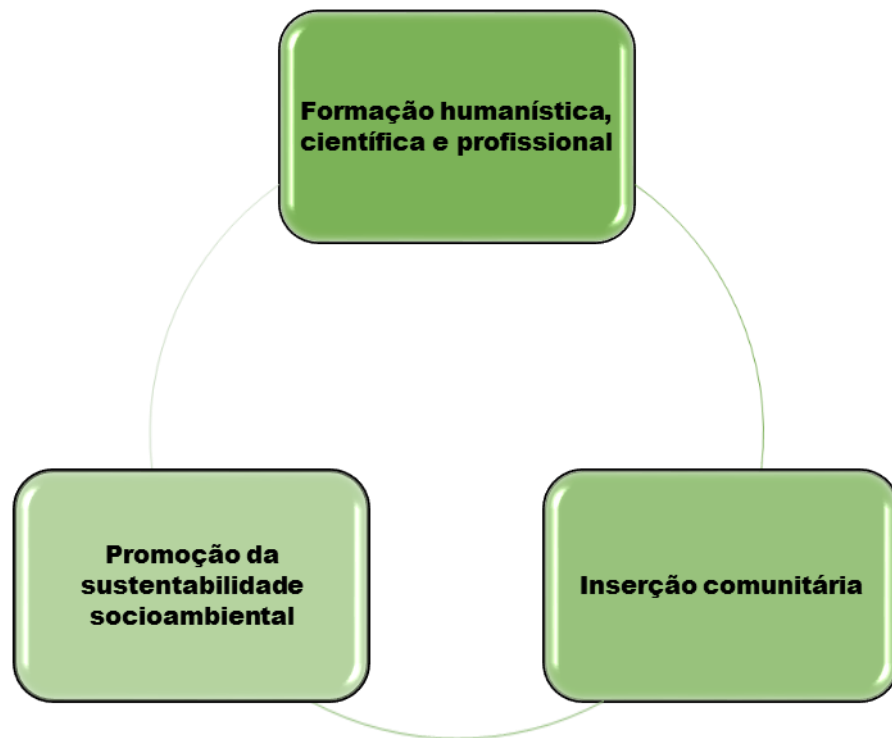 Formação humanística,
científica e profissional
Promoção da
sustentabilidade
socioambiental
Inserção comunitária